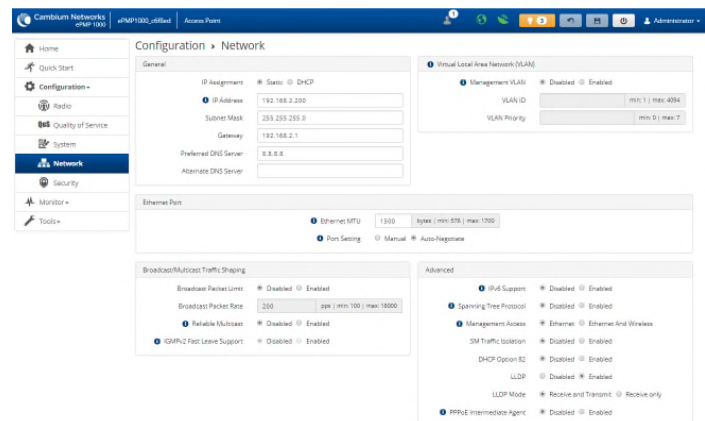 Cambium Networks
ePMP 1000
ePMP1000_c6f8ed
Access Point
0
3
Administrator
Home
Quick Start
Configuration
Radio
QoS Quality of Service
System
Network
Security
Monitor
Tools
Configuration › Network
General
IP Assignment Static DHCP
IP Address 192.168.2.200
Subnet Mask 255.255.255.0
Gateway 192.168.2.1
Preferred DNS Server 8.8.8.8
Alternate DNS Server
Virtual Local Area Network (VLAN)
Management VLAN Disabled Enabled
VLAN ID min: 1 | max: 4094
VLAN Priority min: 0 | max: 7
Ethernet Port
Ethernet MTU 1500 bytes | min: 576 | max: 1700
Port Setting Manual Auto-Negotiate
Broadcast/Multicast Traffic Shaping
Broadcast Packet Limit Disabled Enabled
Broadcast Packet Rate 200 pps | min: 100 | max: 16000
Reliable Multicast Disabled Enabled
IGMPv2 Fast Leave Support Disabled Enabled
Advanced
IPv6 Support Disabled Enabled
Spanning Tree Protocol Disabled Enabled
Management Access Ethernet Ethernet And Wireless
SM Traffic Isolation Disabled Enabled
DHCP Option 82 Disabled Enabled
LLDP Disabled Enabled
LLDP Mode Receive and Transmit Receive only
PPPoE Intermediate Agent Disabled Enabled